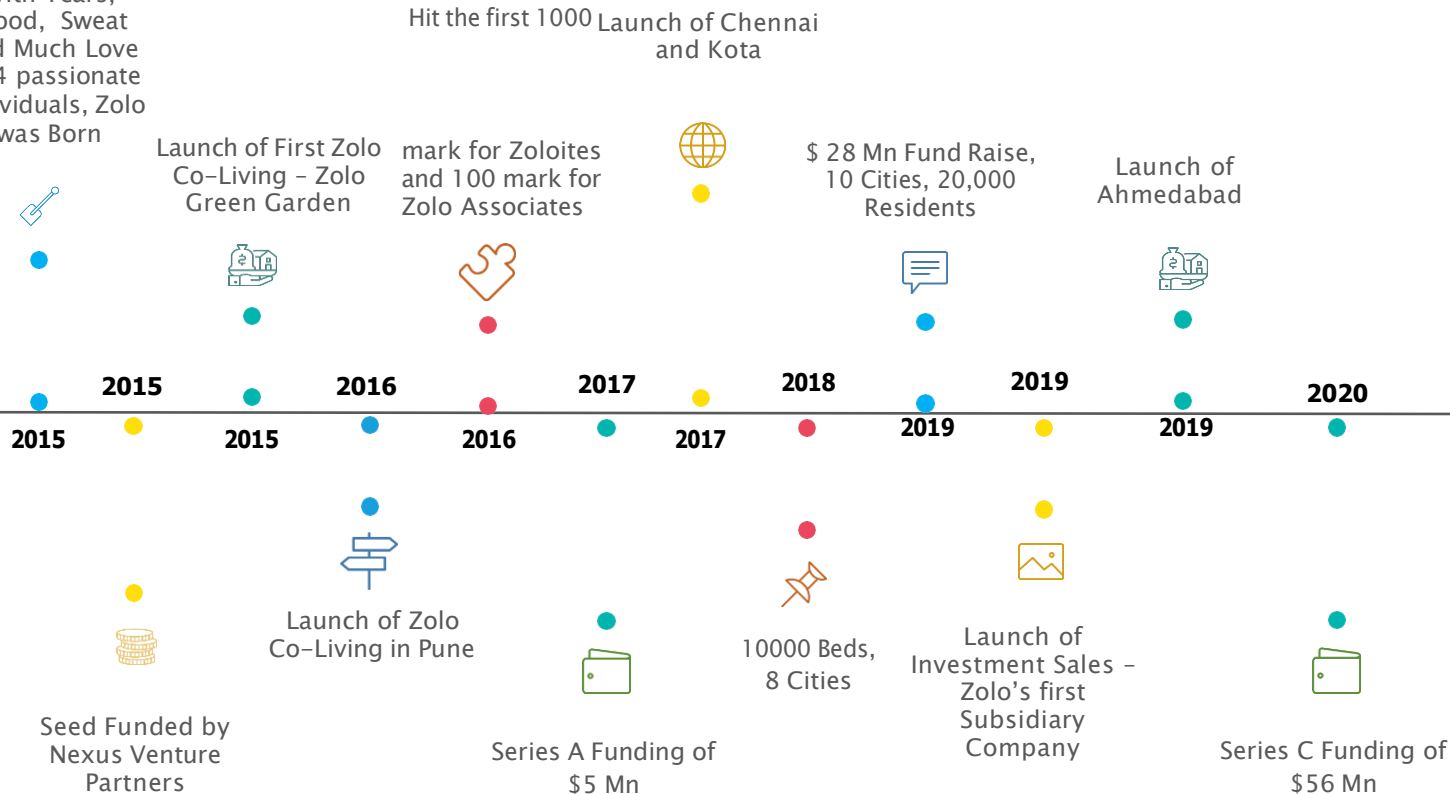 ith Tears,
ood, Sweat
d Much Love
4 passionate
viduals, Zolo
was Born
Launch of First Zolo
Co-Living – Zolo
Green Garden
Hit the first 1000
mark for Zoloites
and 100 mark for
Zolo Associates
Launch of Chennai
and Kota
$ 28 Mn Fund Raise,
10 Cities, 20,000
Residents
Launch of
Ahmedabad
2015
2016
2017
2018
2019
2020
2015
2015
2016
2017
2019
2019
Seed Funded by
Nexus Venture
Partners
Launch of Zolo
Co-Living in Pune
Series A Funding of
$5 Mn
10000 Beds,
8 Cities
Launch of
Investment Sales –
Zolo's first
Subsidiary
Company
Series C Funding of
$56 Mn